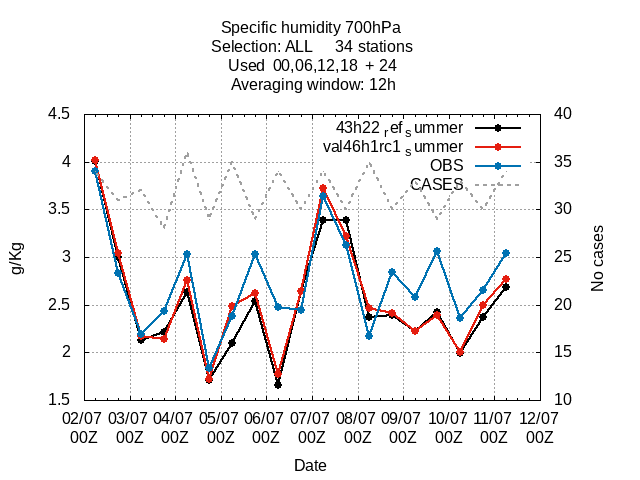 Specific humidity 700hPa
Selection: ALL     34 stations
Used  00,06,12,18  + 24
Averaging window: 12h
4.5
4
3.5
3
2.5
2
1.5
g/Kg
40
35
30
25
20
15
10
No cases
43h22 ref summer
val46h1rc1 summer
OBS
CASES
02/07 03/07 04/07 05/07 06/07 07/07 08/07 09/07 10/07 11/07 12/07
00Z 00Z 00Z 00Z 00Z 00Z 00Z 00Z 00Z 00Z 00Z
Date